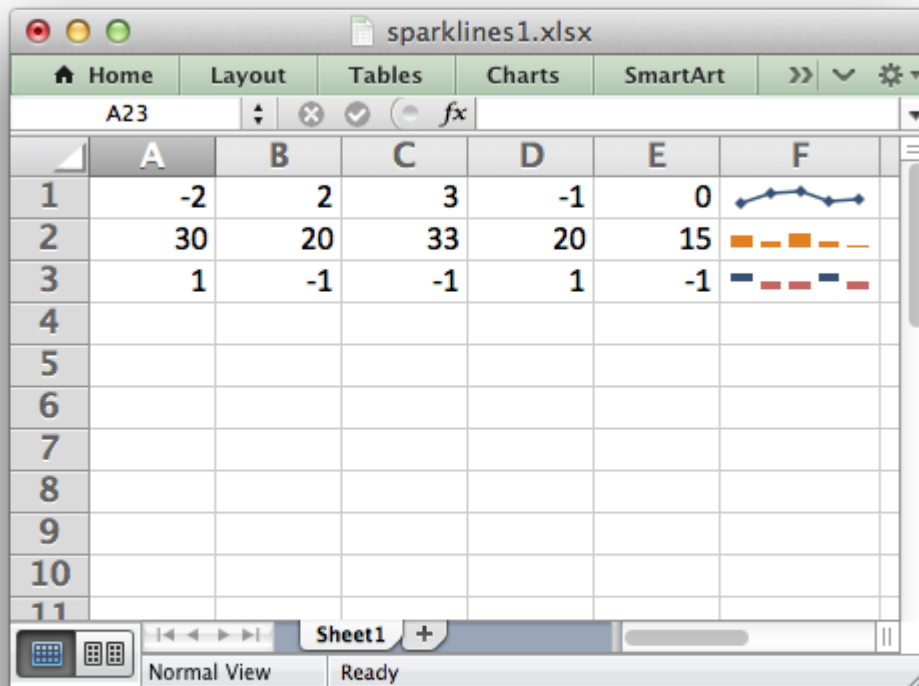 sparklines1.xlsx
Home Layout Tables Charts SmartArt
A23 fx
A B C D E F
1 -2 2 3 -1 0
2 30 20 33 20 15
3 1 -1 -1 1 -1
4
5
6
7
8
9
10
11
Sheet1 +
Normal View Ready